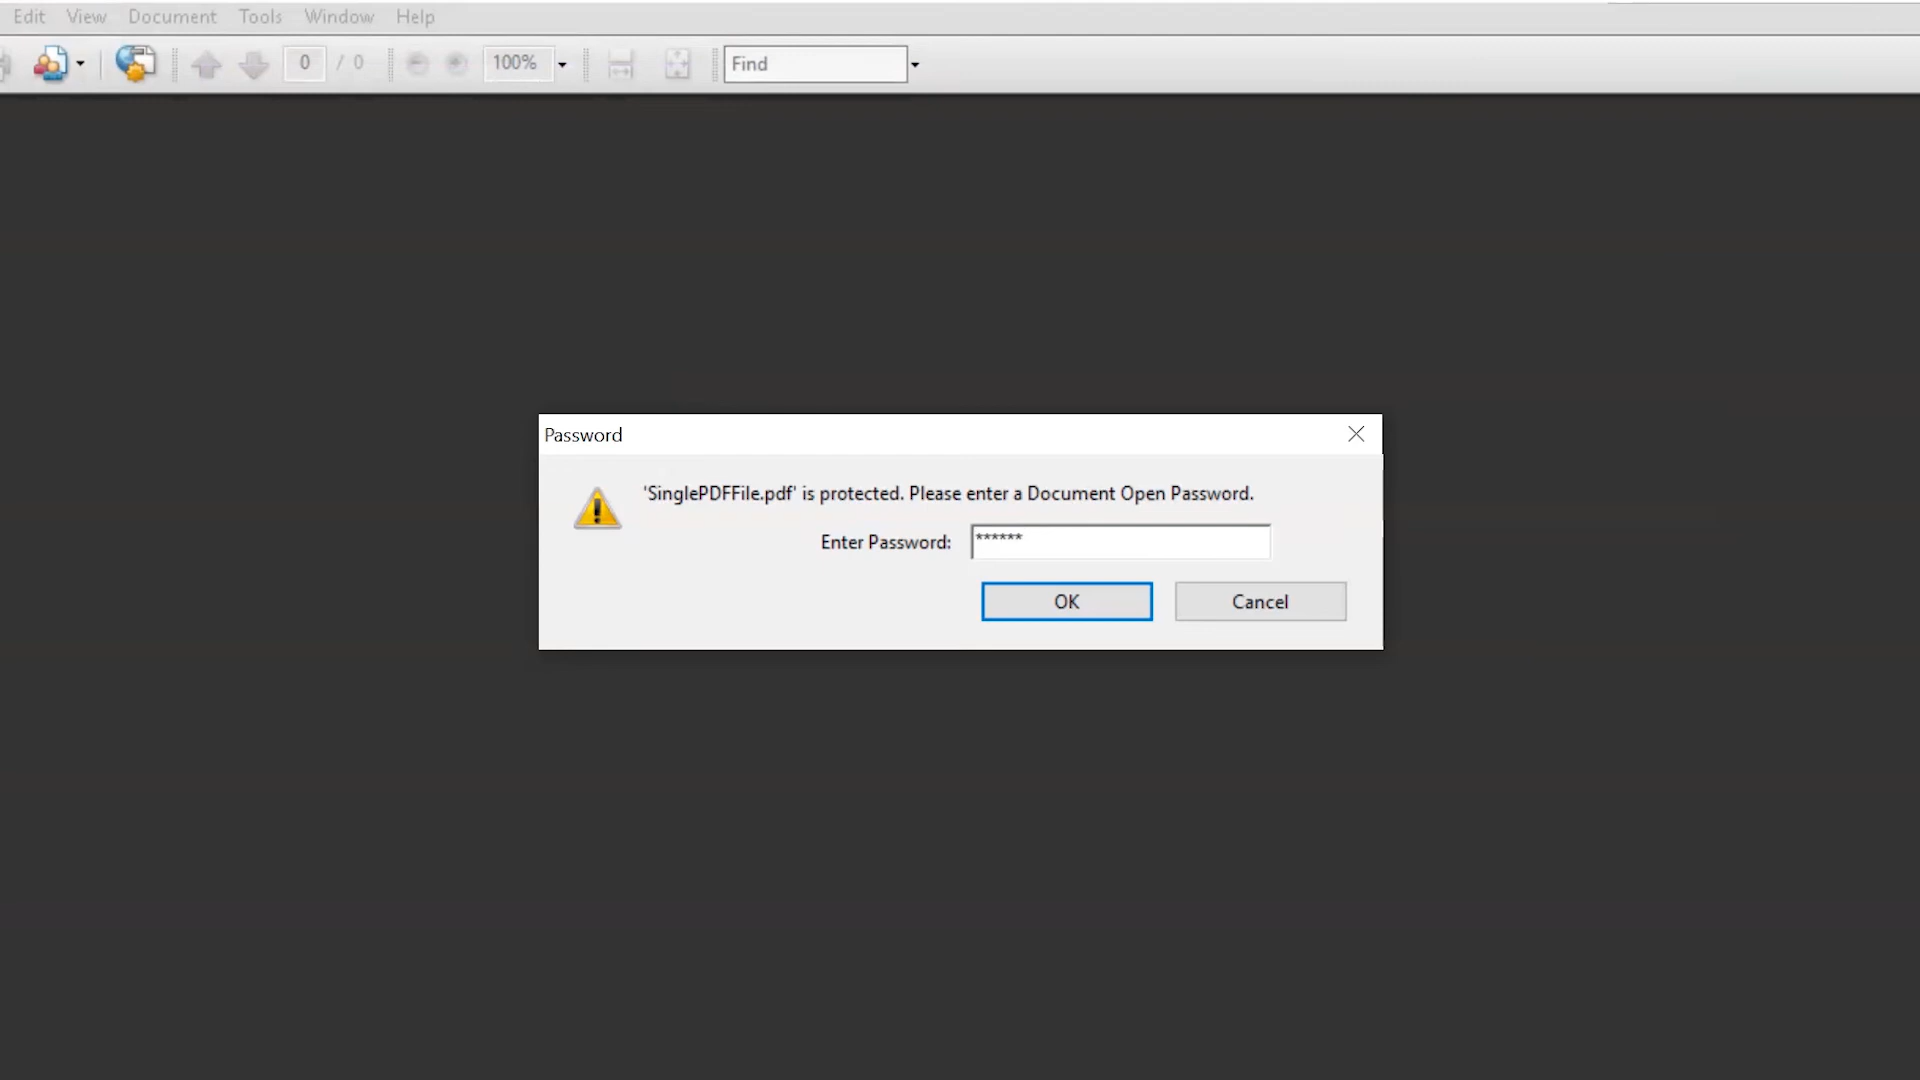 Edit View Document Tools Window Help
0 / 0 100% Find
Password
'SinglePDFFile.pdf' is protected. Please enter a Document Open Password.
Enter Password: ******
OK Cancel